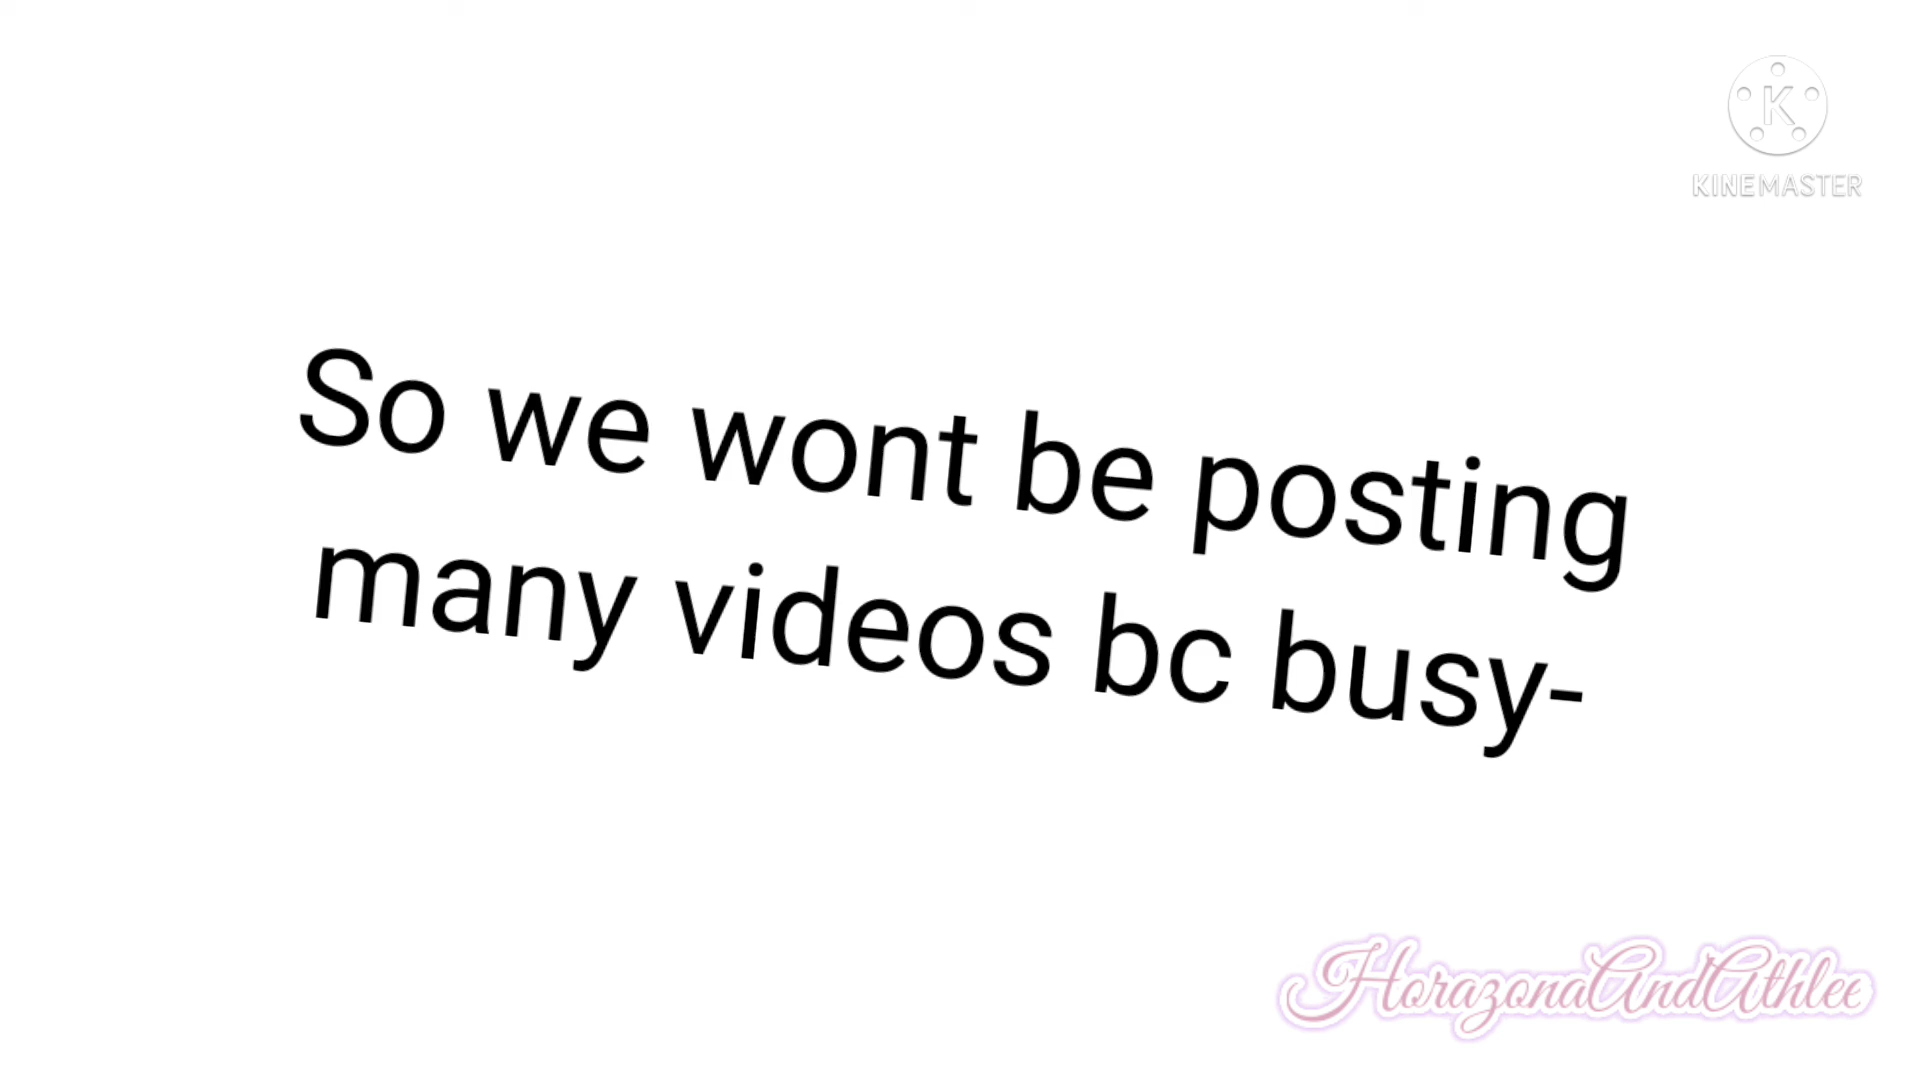 K
KINEMASTER
So we wont be posting
many videos bc busy-
HorazonaAndAthlee